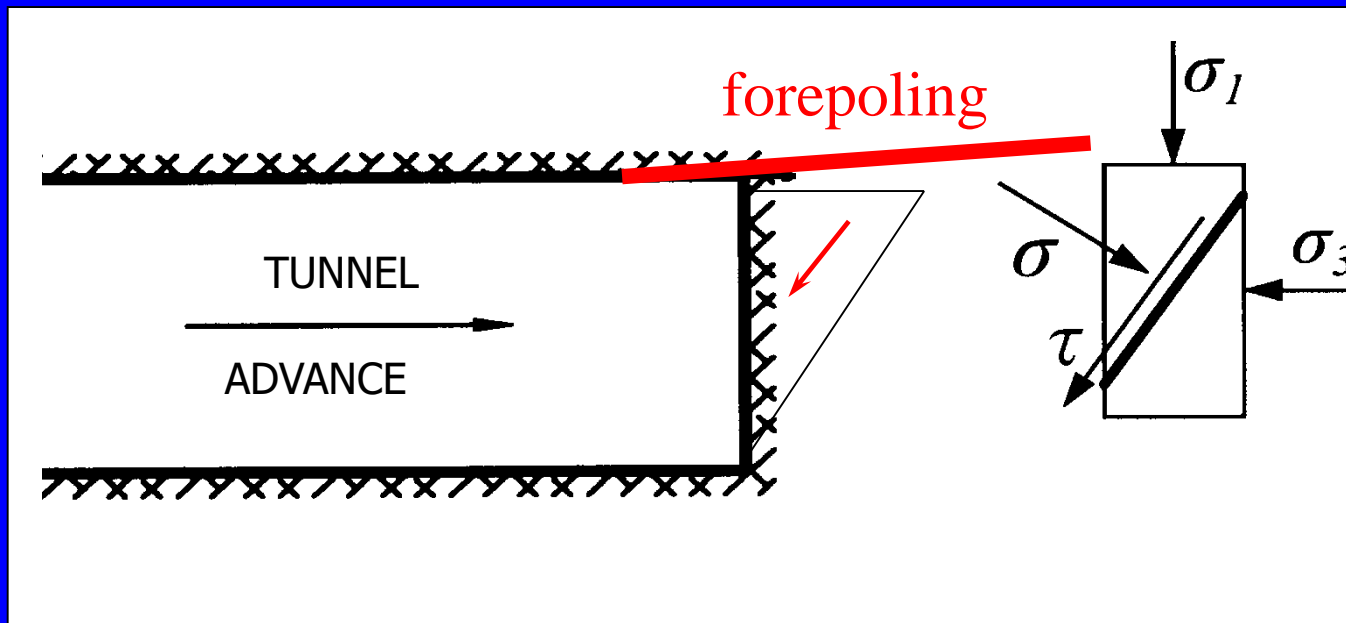 forepoling
σ1
TUNNEL
σ
σ3
τ
ADVANCE